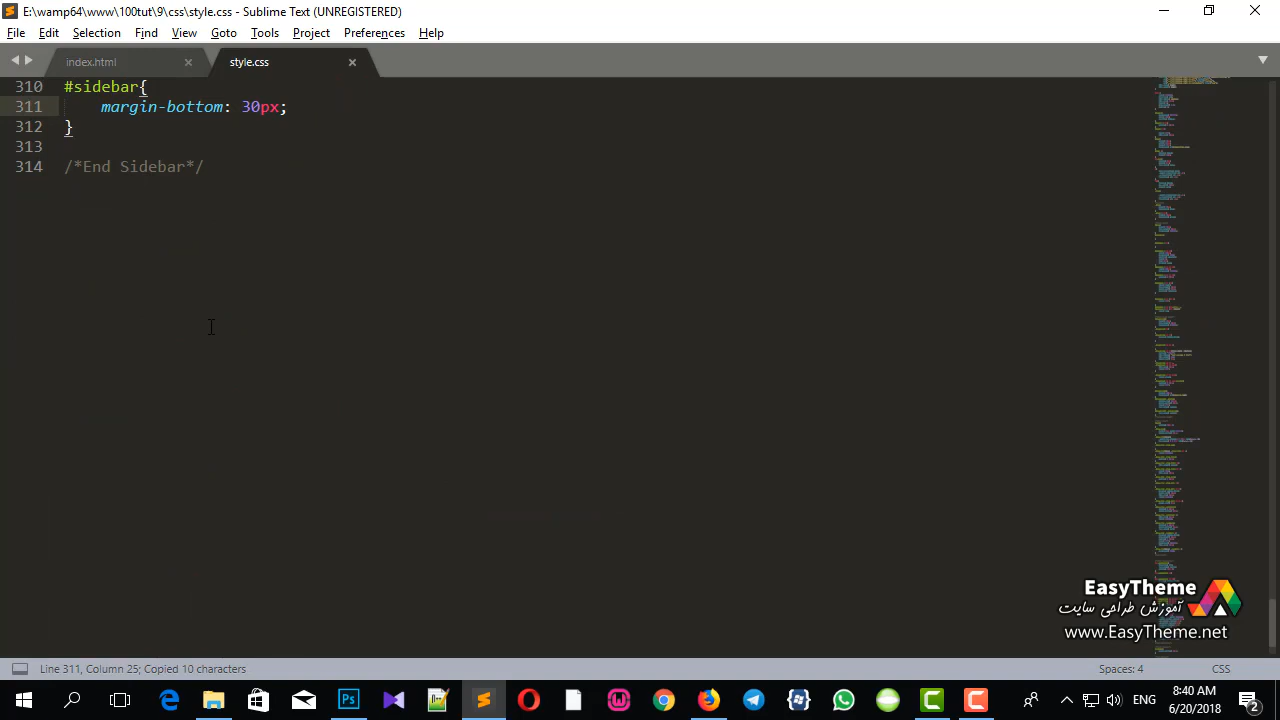 E:\wamp64\www\100tut\9\css\style.css - Sublime Text (UNREGISTERED)
File Edit Selection Find View Goto Tools Project Preferences Help
index.html style.css
310 #sidebar{
311 margin-bottom: 30px;
312 }
313
314 /*End Sidebar*/
EasyTheme
آموزش طراحی سایت
www.EasyTheme.net
Line 311, Column 25; Copied 10 characters Spaces: 4 CSS
ENG 8:40 AM
6/20/2018 2